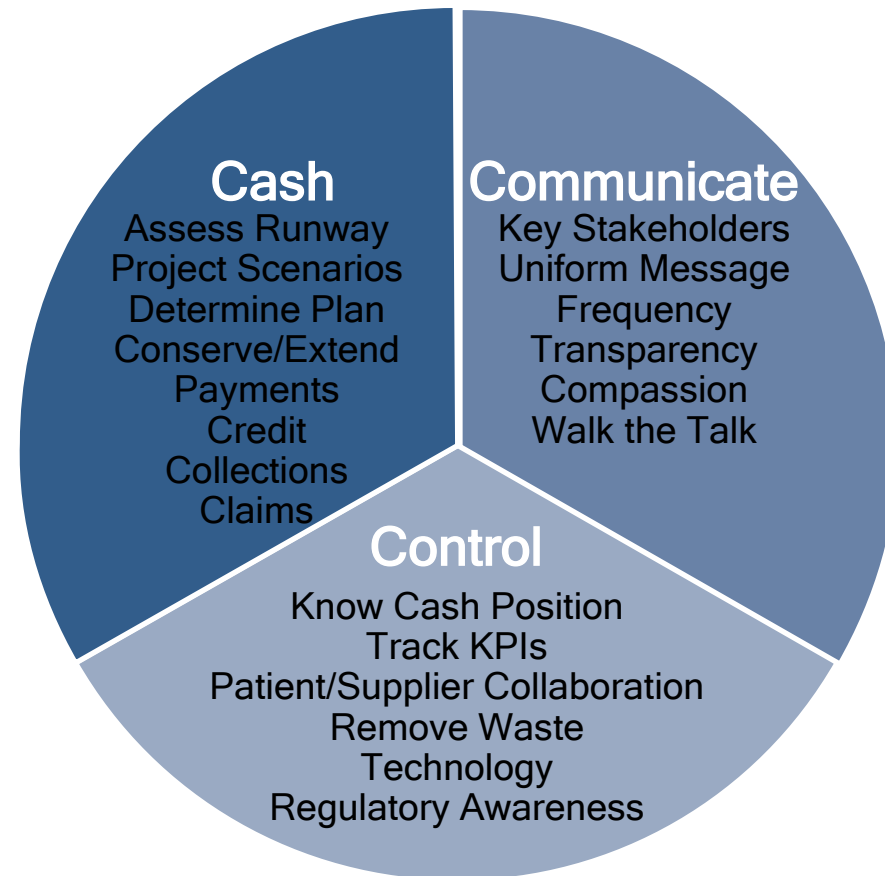 Cash
Assess Runway
Project Scenarios
Determine Plan
Conserve/Extend
Payments
Credit
Collections
Claims
Communicate
Key Stakeholders
Uniform Message
Frequency
Transparency
Compassion
Walk the Talk
Control
Know Cash Position
Track KPIs
Patient/Supplier Collaboration
Remove Waste
Technology
Regulatory Awareness